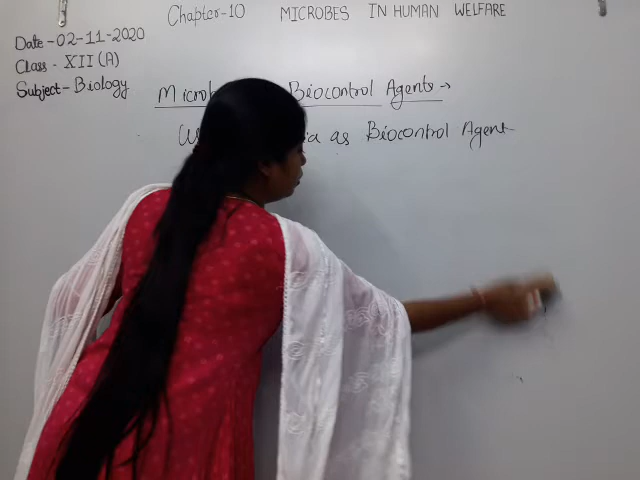 Chapter-10 MICROBES IN HUMAN WELFARE
Date - 02-11-2020
Class - XII (A)
Subject - Biology
Biocontrol Agents →
as Biocontrol Agent